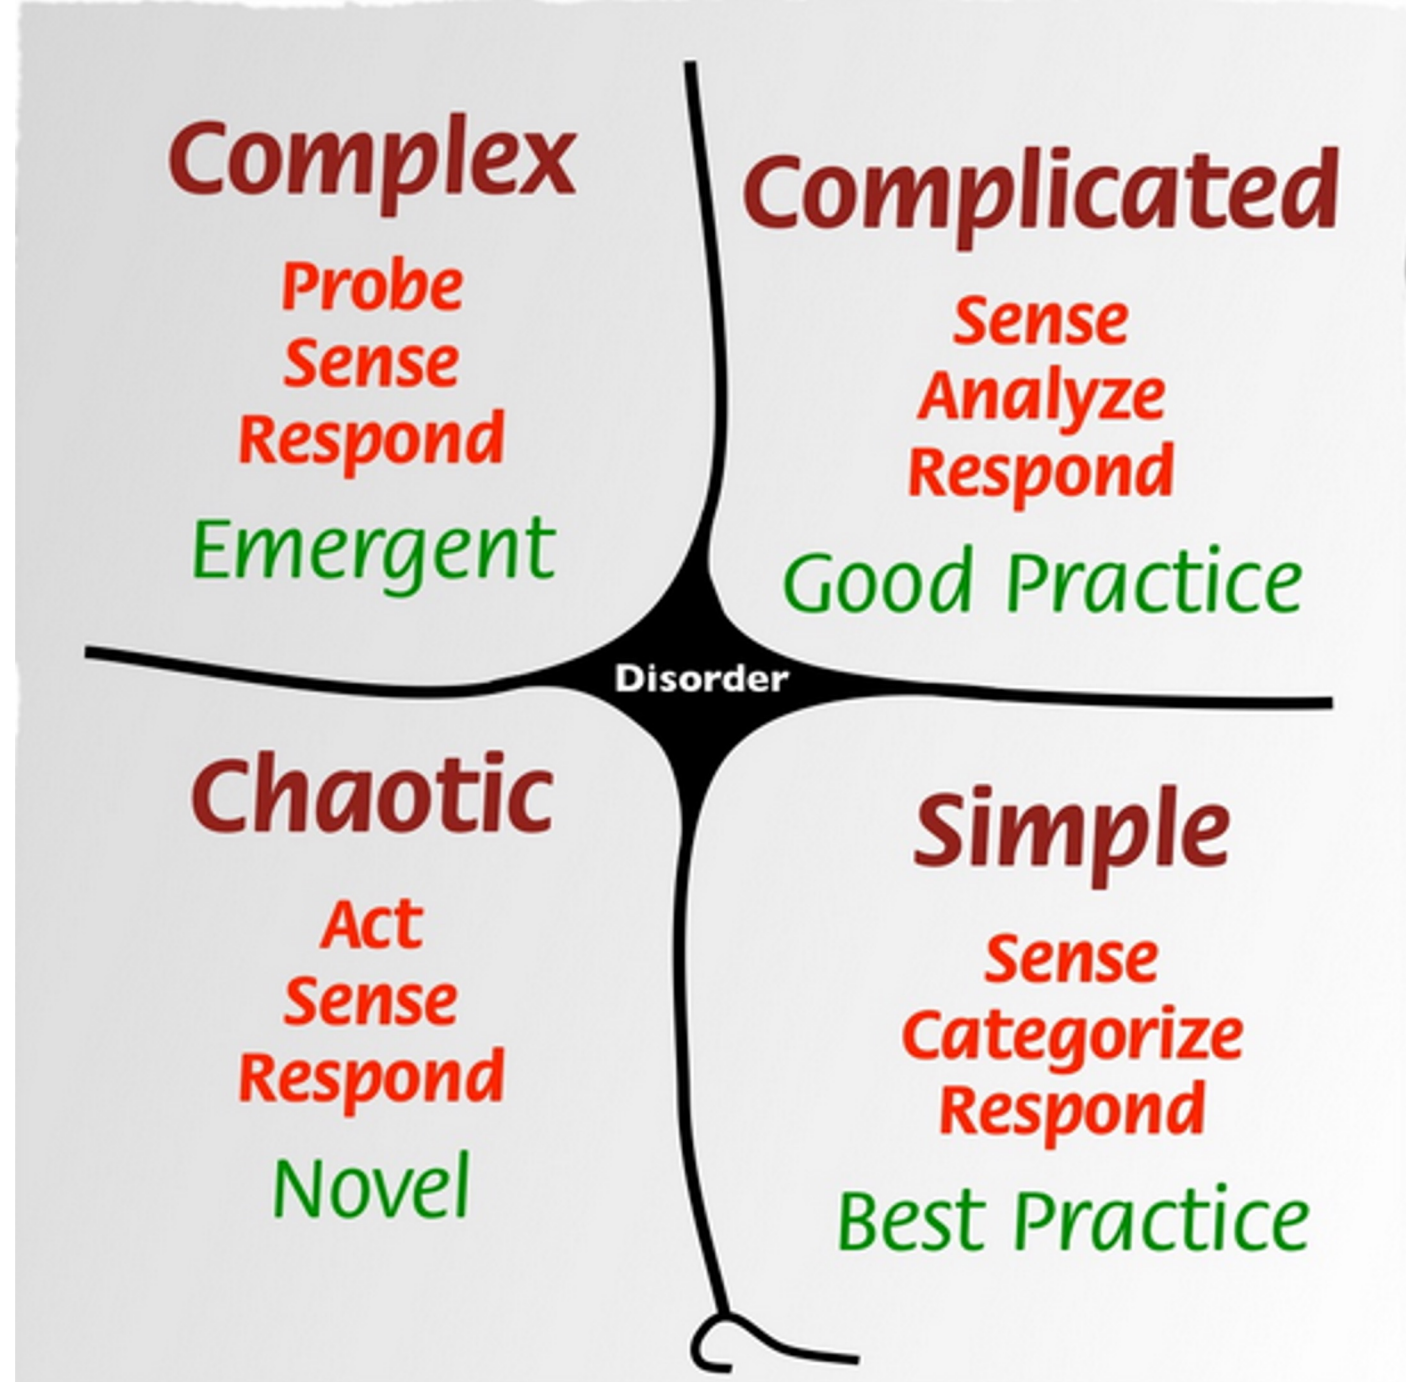 Complex
Probe
Sense
Respond
Emergent
Complicated
Sense
Analyze
Respond
Good Practice
Disorder
Chaotic
Act
Sense
Respond
Novel
Simple
Sense
Categorize
Respond
Best Practice